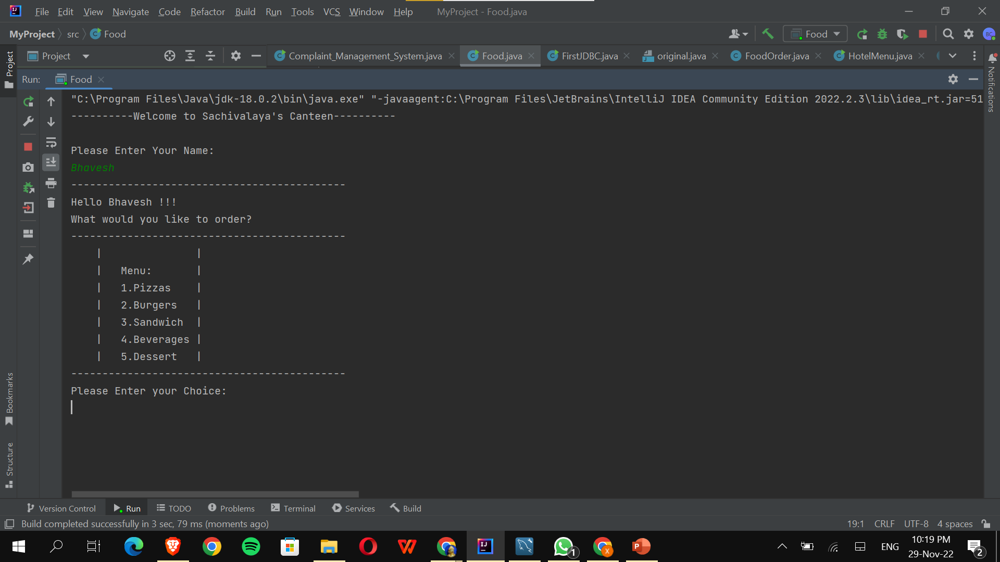 File Edit View Navigate Code Refactor Build Run Tools VCS Window Help MyProject - Food.java
MyProject src Food Food BC
Project Complaint_Management_System.java Food.java FirstJDBC.java original.java FoodOrder.java HotelMenu.java
Project
Notifications
Run: Food
"C:\Program Files\Java\jdk-18.0.2\bin\java.exe" "-javaagent:C:\Program Files\JetBrains\IntelliJ IDEA Community Edition 2022.2.3\lib\idea_rt.jar=51
----------Welcome to Sachivalaya's Canteen----------
Please Enter Your Name:
Bhavesh
--------------------------------------------
Hello Bhavesh !!!
What would you like to order?
--------------------------------------------
|               |
|   Menu:       |
|   1.Pizzas    |
|   2.Burgers   |
|   3.Sandwich  |
|   4.Beverages |
|   5.Dessert   |
--------------------------------------------
Please Enter your Choice:
Bookmarks
Structure
Version Control Run TODO Problems Terminal Services Build
Build completed successfully in 3 sec, 79 ms (moments ago) 19:1 CRLF UTF-8 4 spaces
IJ 1 X P ENG 10:19 PM
29-Nov-22 2